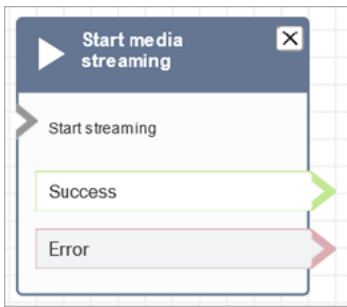 Start media
streaming
Start streaming
Success
Error